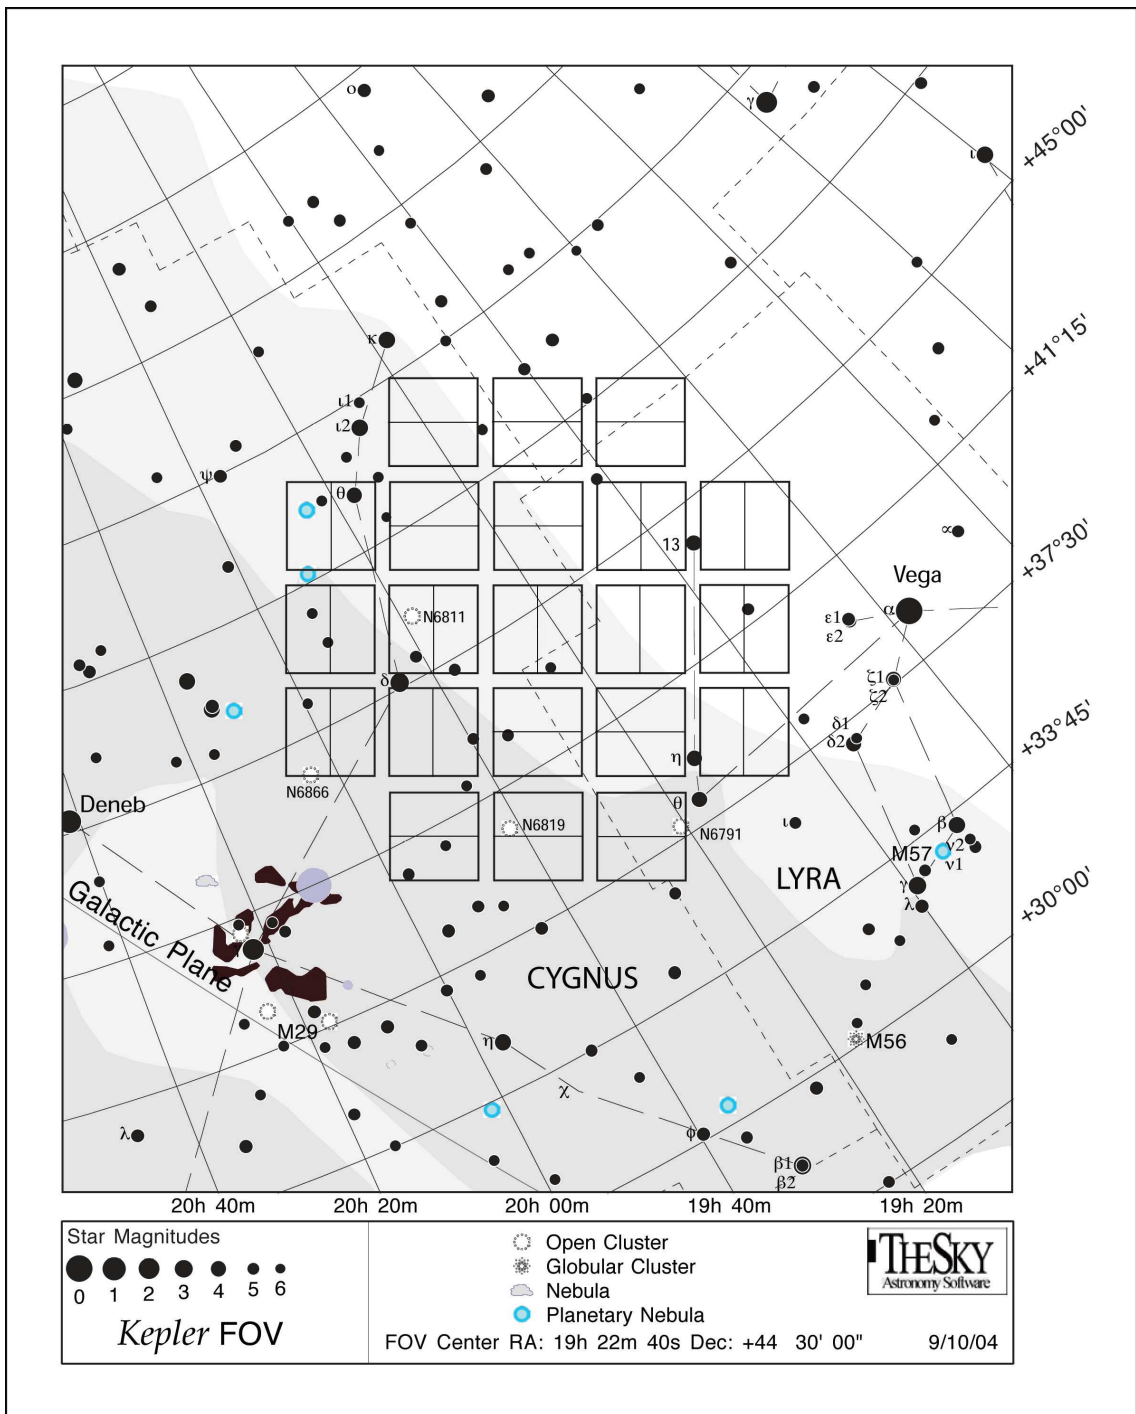 ο
γ
ι
+45°00'
κ
+41°15'
ι1
ι2
ψ
θ
13
∝
+37°30'
Vega
α
ε1
ε2
N6811
δ
ζ1
ζ2
+33°45'
δ1
δ2
η
N6866
Deneb
θ
N6819
N6791
ι
β
M57
ν2
ν1
LYRA
γ
λ
+30°00'
Galactic Plane
γ
CYGNUS
M29
η
M56
χ
λ
φ
β1
β2
20h 40m 20h 20m 20h 00m 19h 40m 19h 20m
Star Magnitudes
0 1 2 3 4 5 6
Kepler FOV
Open Cluster
Globular Cluster
Nebula
Planetary Nebula
THESKY
Astronomy Software
FOV Center RA: 19h 22m 40s Dec: +44 30' 00" 9/10/04